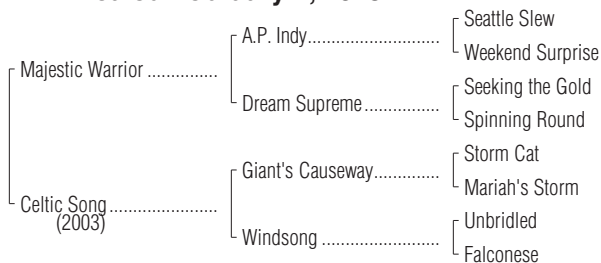 Seattle Slew
A.P. Indy
Weekend Surprise
Majestic Warrior
Seeking the Gold
Dream Supreme
Spinning Round
Storm Cat
Giant's Causeway
Mariah's Storm
Celtic Song
(2003)
Unbridled
Windsong
Falconese